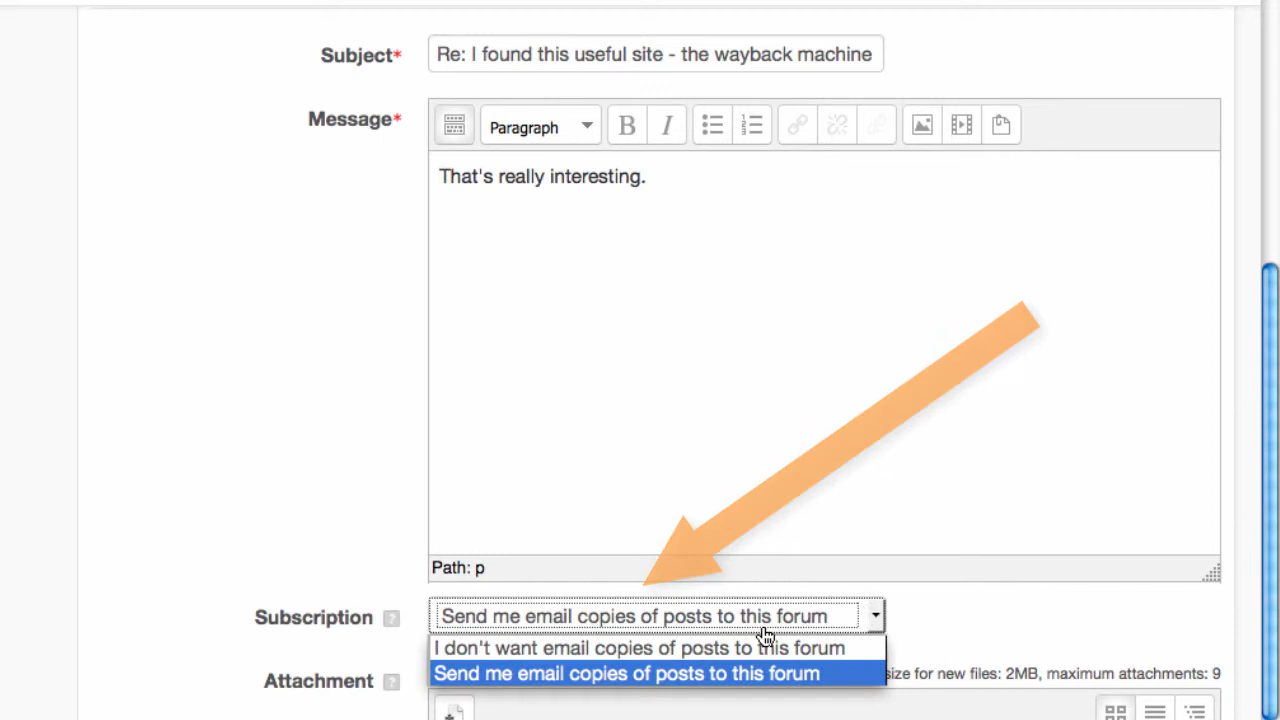 Subject* Re: I found this useful site - the wayback machine
Message* Paragraph B I
That's really interesting.
Path: p
Subscription ? Send me email copies of posts to this forum
I don't want email copies of posts to this forum
Send me email copies of posts to this forum
Attachment ? size for new files: 2MB, maximum attachments: 9